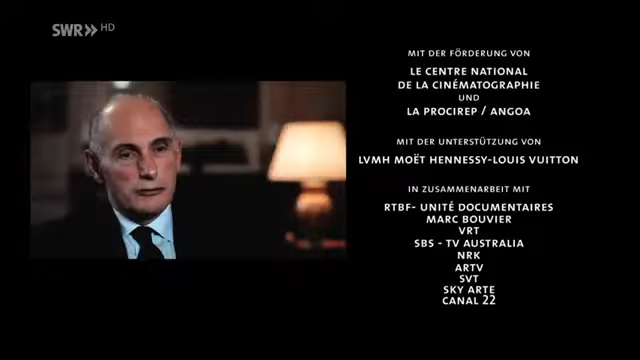 SWR>> HD
MIT DER FÖRDERUNG VON
LE CENTRE NATIONAL
DE LA CINÉMATOGRAPHIE
UND
LA PROCIREP / ANGOA
MIT DER UNTERSTÜTZUNG VON
LVMH MOËT HENNESSY-LOUIS VUITTON
IN ZUSAMMENARBEIT MIT
RTBF- UNITÉ DOCUMENTAIRES
MARC BOUVIER
VRT
SBS - TV AUSTRALIA
NRK
ARTV
SVT
SKY ARTE
CANAL 22